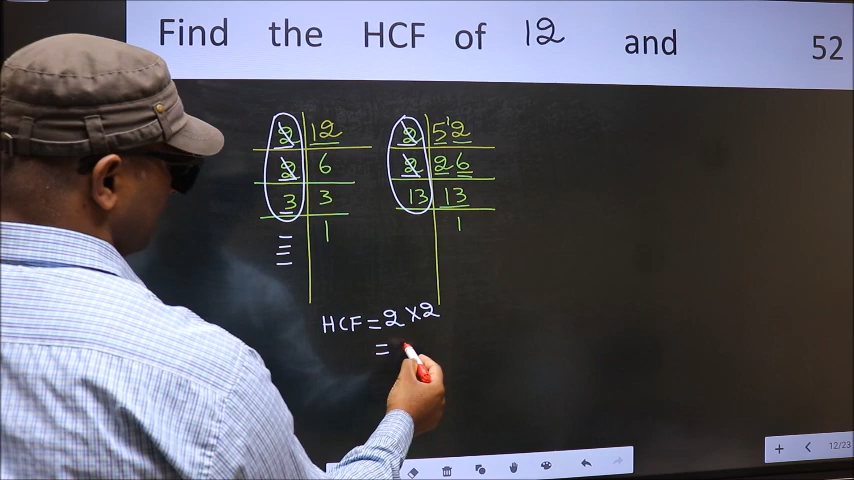 Find the HCF of 12 and 52
2 12 2 52
2 6 2 26
3 3 13 13
1 1
HCF = 2 × 2
=
12/23